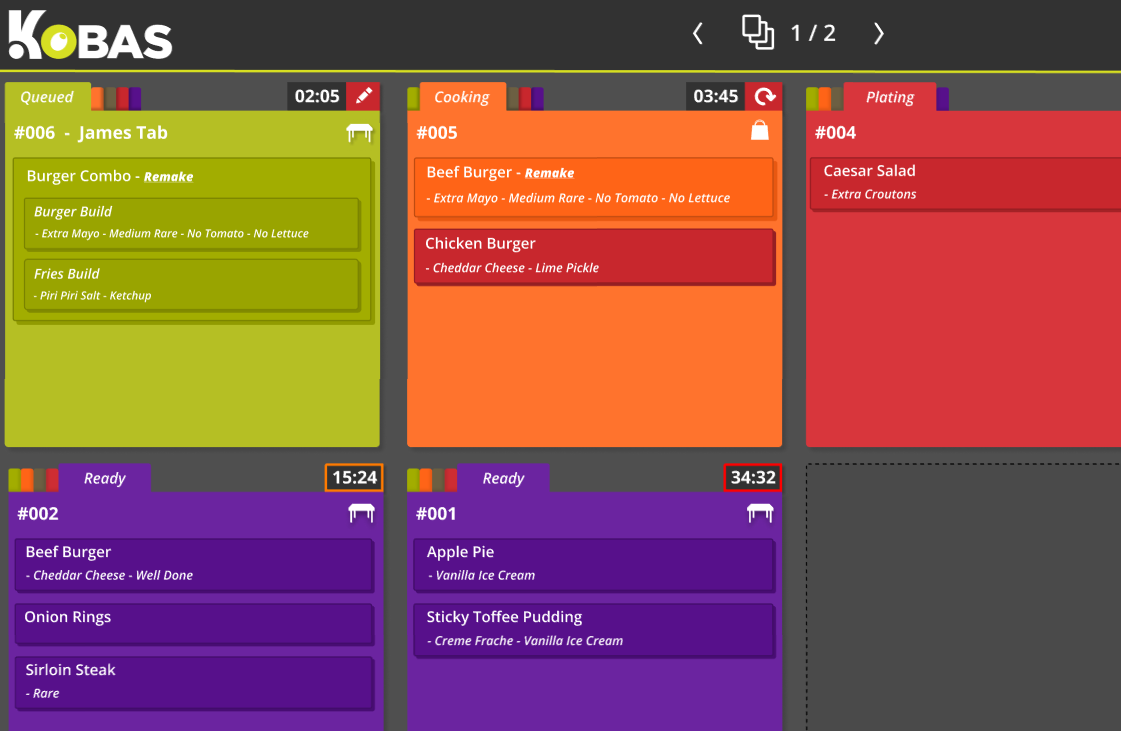 KOBAS
1 / 2
Queued
02:05
#006 - James Tab
Burger Combo - Remake
Burger Build
- Extra Mayo - Medium Rare - No Tomato - No Lettuce
Fries Build
- Piri Piri Salt - Ketchup
Cooking
03:45
#005
Beef Burger - Remake
- Extra Mayo - Medium Rare - No Tomato - No Lettuce
Chicken Burger
- Cheddar Cheese - Lime Pickle
Plating
#004
Caesar Salad
- Extra Croutons
Ready
15:24
#002
Beef Burger
- Cheddar Cheese - Well Done
Onion Rings
Sirloin Steak
- Rare
Ready
34:32
#001
Apple Pie
- Vanilla Ice Cream
Sticky Toffee Pudding
- Creme Frache - Vanilla Ice Cream